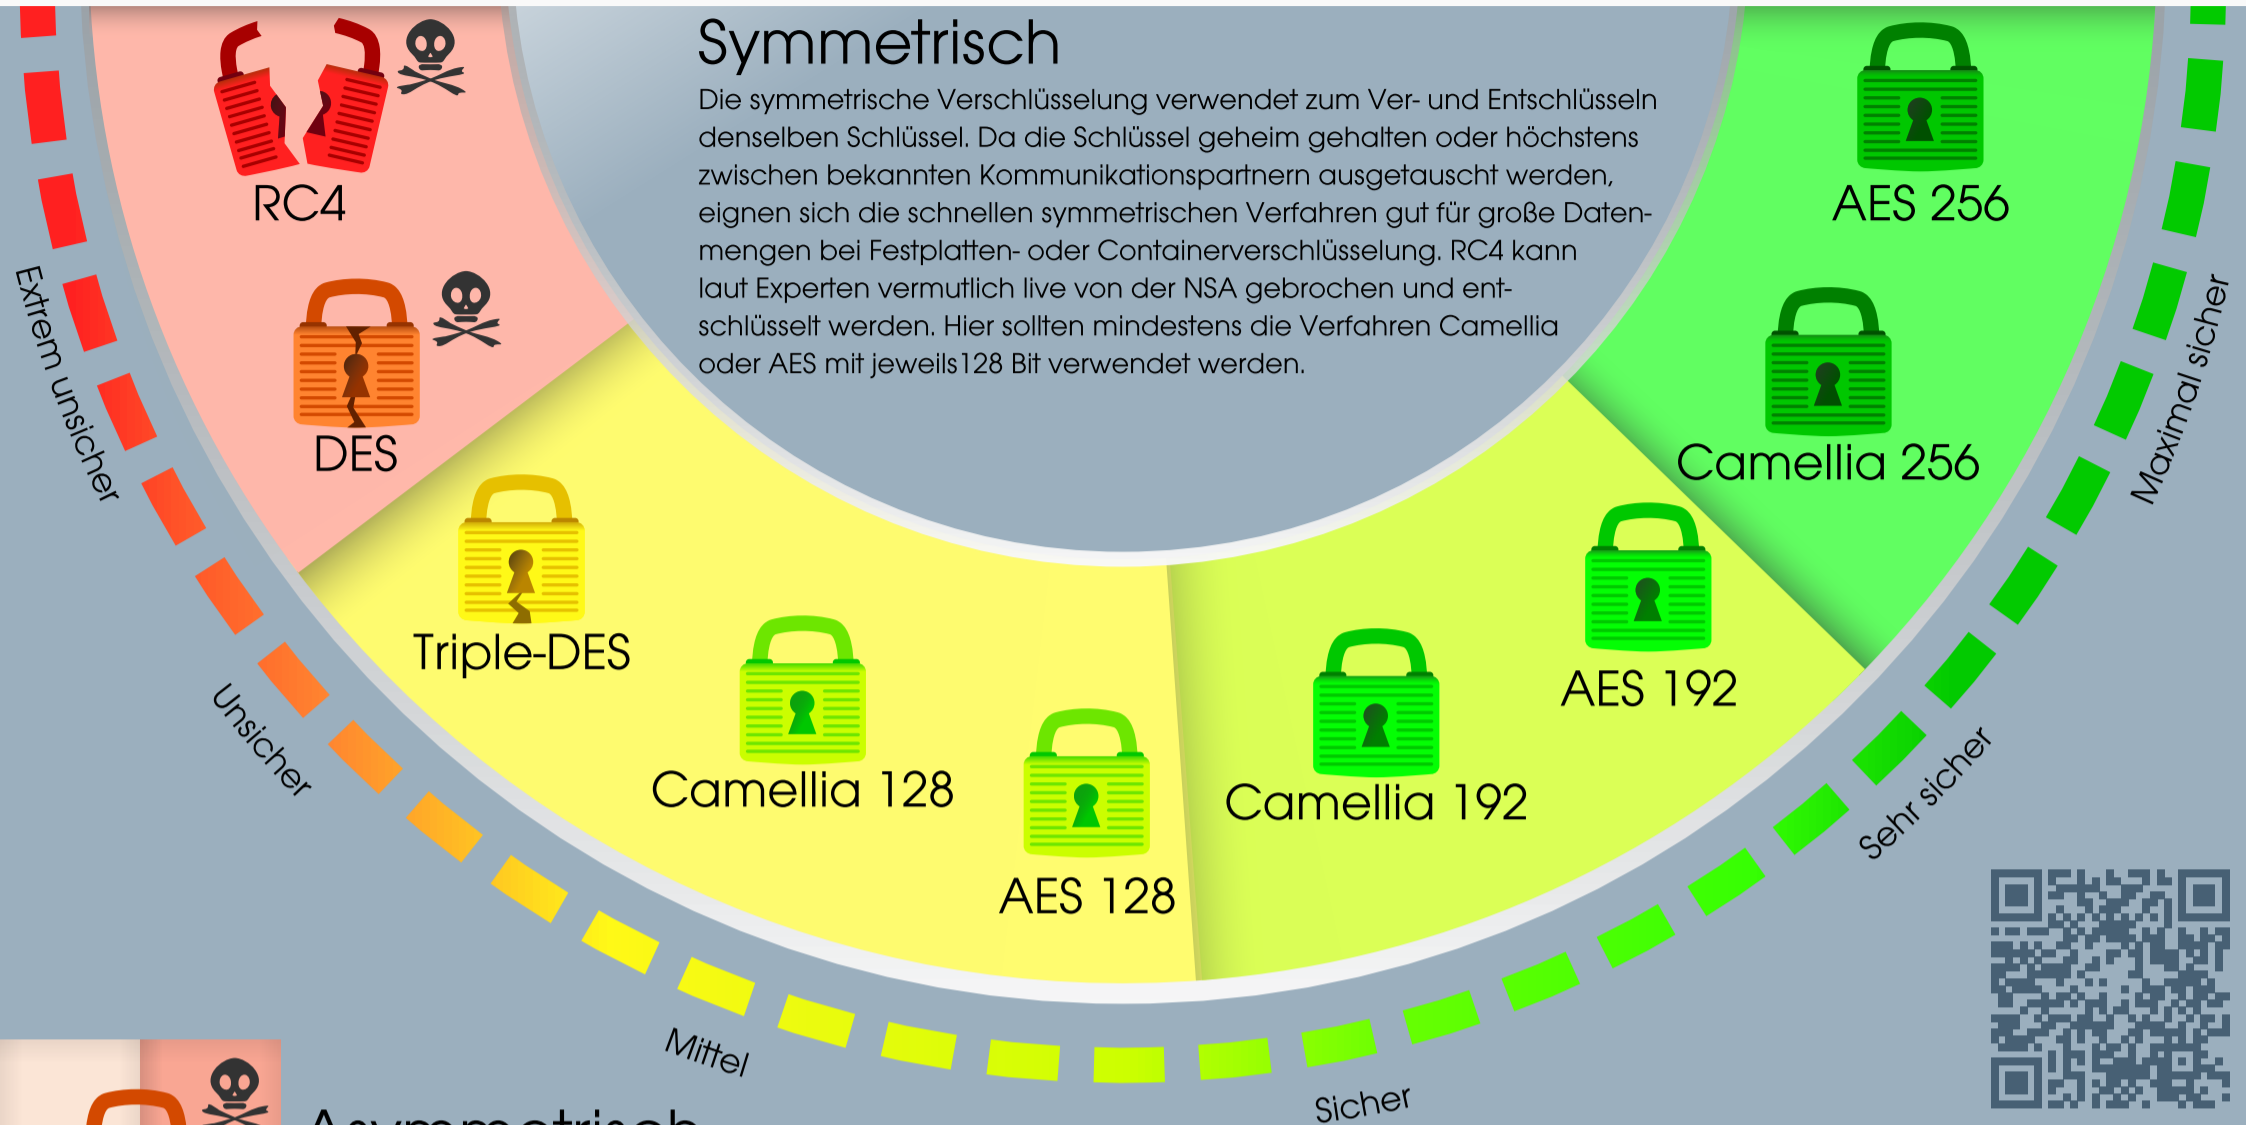 Symmetrisch
Die symmetrische Verschlüsselung verwendet zum Ver- und Entschlüsseln
denselben Schlüssel. Da die Schlüssel geheim gehalten oder höchstens
zwischen bekannten Kommunikationspartnern ausgetauscht werden,
eignen sich die schnellen symmetrischen Verfahren gut für große Daten-
mengen bei Festplatten- oder Containerverschlüsselung. RC4 kann
laut Experten vermutlich live von der NSA gebrochen und ent-
schlüsselt werden. Hier sollten mindestens die Verfahren Camellia
oder AES mit jeweils128 Bit verwendet werden.
RC4
DES
Triple-DES
Camellia 128
AES 128
Camellia 192
AES 192
Camellia 256
AES 256
Extrem unsicher
Unsicher
Mittel
Sicher
Sehr sicher
Maximal sicher
Asymmetrisch